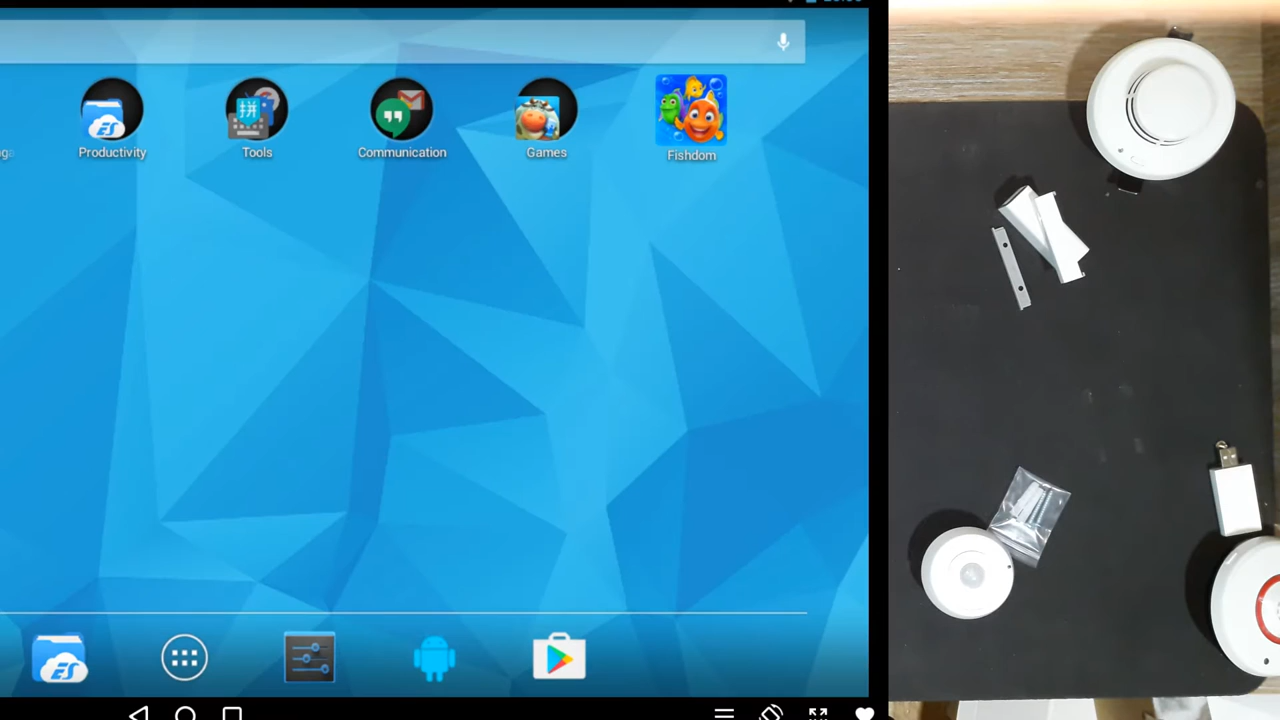 Productivity
Tools
Communication
Games
Fishdom